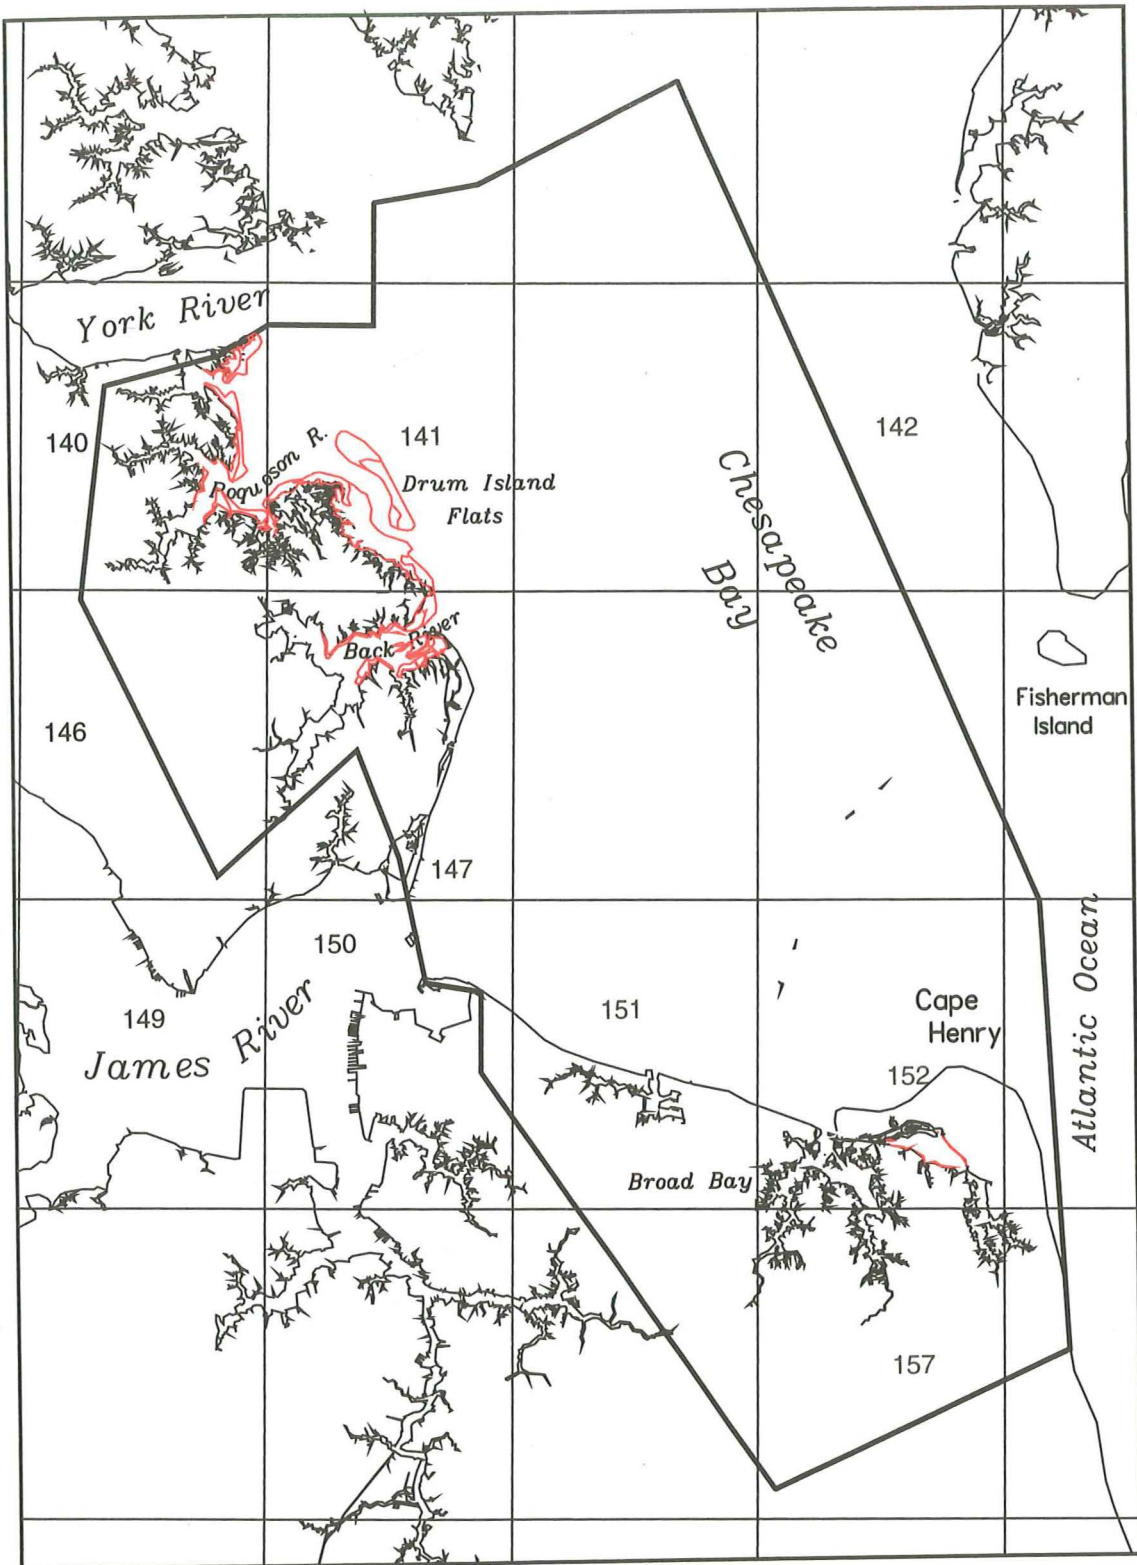 York River
140
141
142
Poquoson R.
Drum Island
Flats
Chesapeake
Bay
Back River
Fisherman
Island
146
147
150
149
James River
151
Cape
Henry
152
Atlantic Ocean
Broad Bay
157